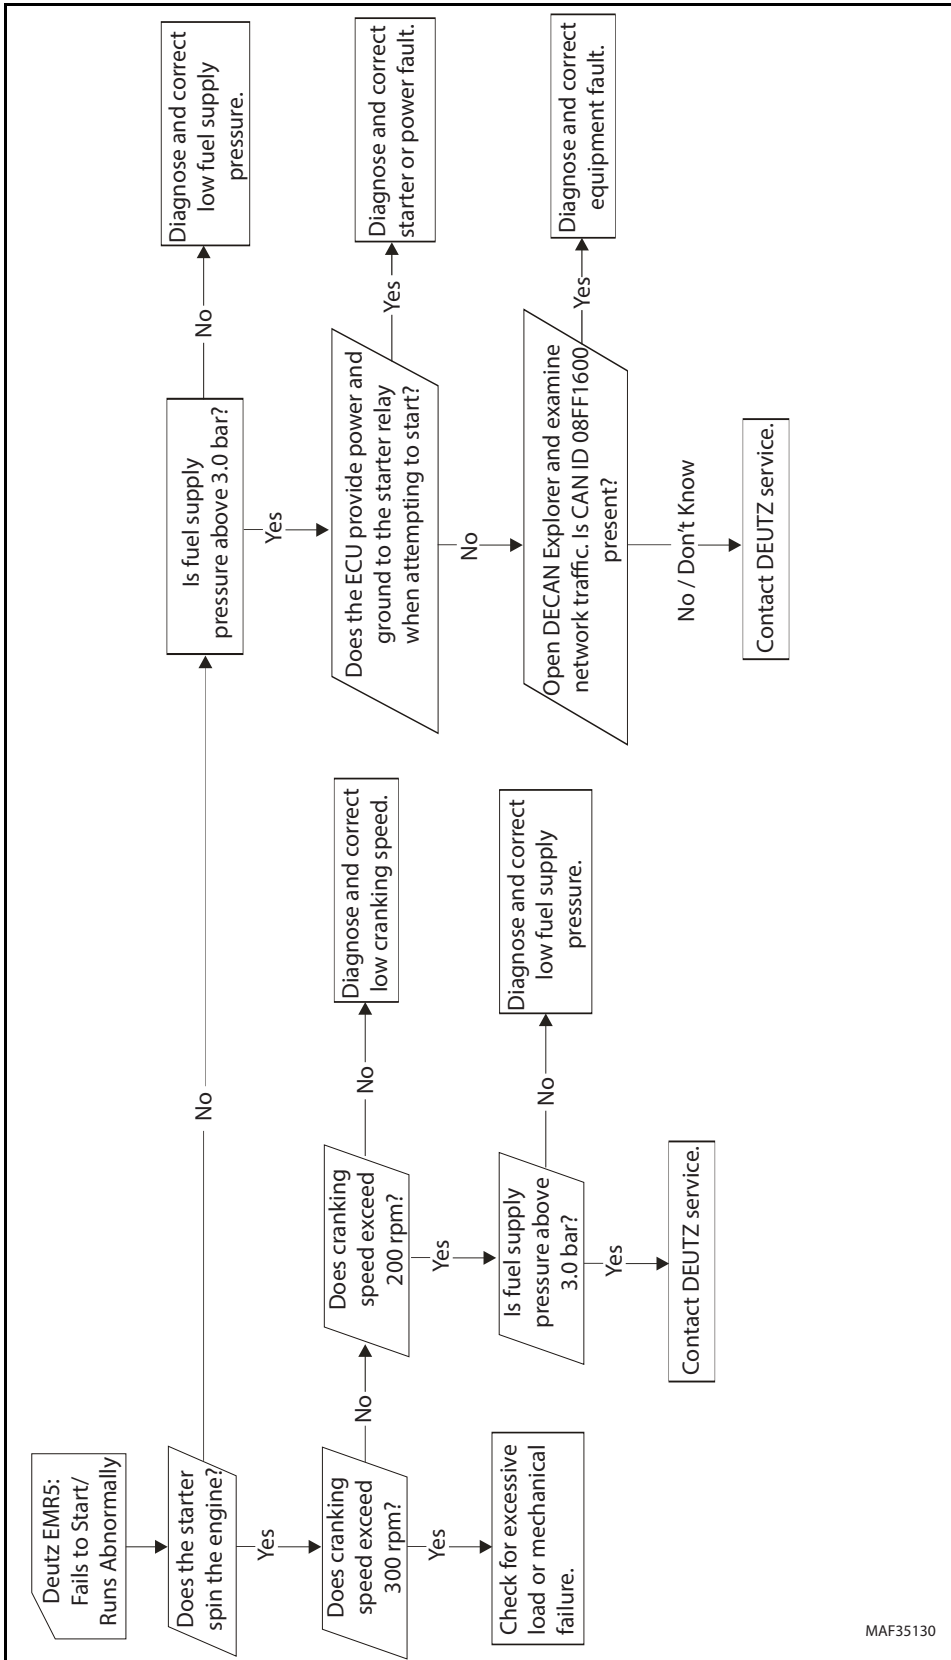 Deutz EMR5:
Fails to Start/
Runs Abnormally
Does the starter
spin the engine?
No
Is fuel supply
pressure above 3.0 bar?
No
Diagnose and correct
low fuel supply
pressure.
Yes
Yes
Does cranking
speed exceed
300 rpm?
No
Does cranking
speed exceed
200 rpm?
No
Diagnose and correct
low cranking speed.
Does the ECU provide power and
ground to the starter relay
when attempting to start?
Yes
Diagnose and correct
starter or power fault.
Yes
Yes
No
Check for excessive
load or mechanical
failure.
Is fuel supply
pressure above
3.0 bar?
No
Diagnose and correct
low fuel supply
pressure.
Open DECAN Explorer and examine
network traffic. Is CAN ID 08FF1600
present?
Yes
Diagnose and correct
equipment fault.
Yes
No / Don't Know
Contact DEUTZ service.
Contact DEUTZ service.
MAF35130